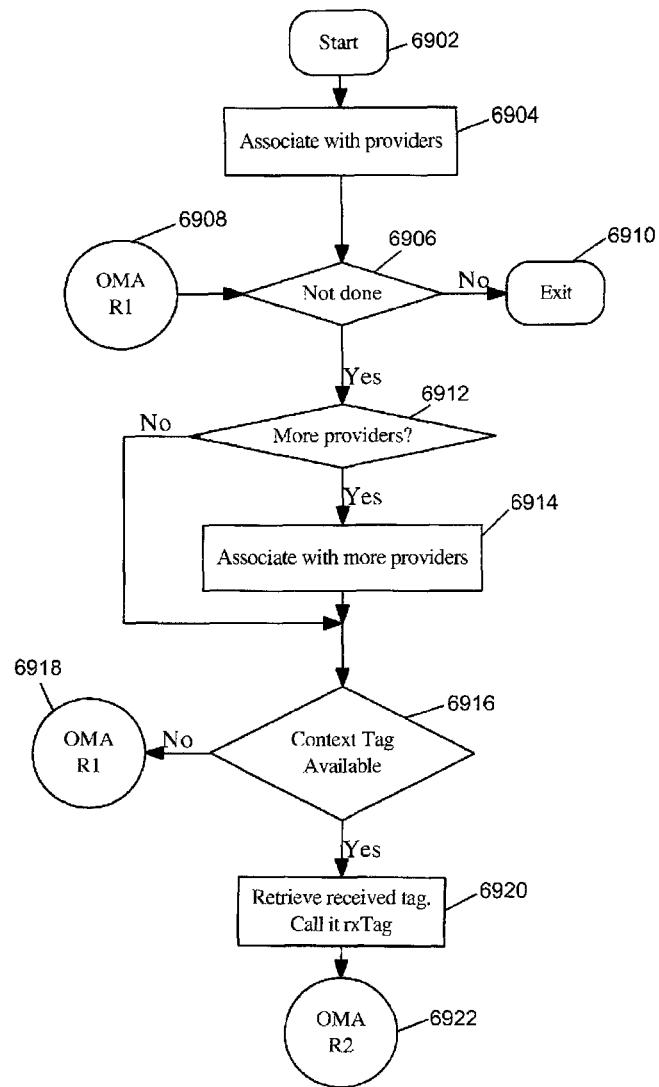 Start
6902
6904
Associate with providers
6908
6906
6910
OMA
R1
Not done
No
Exit
Yes
6912
No
More providers?
Yes
6914
Associate with more providers
6918
6916
OMA
R1
No
Context Tag
Available
Yes
6920
Retrieve received tag.
Call it rxTag
OMA
R2
6922